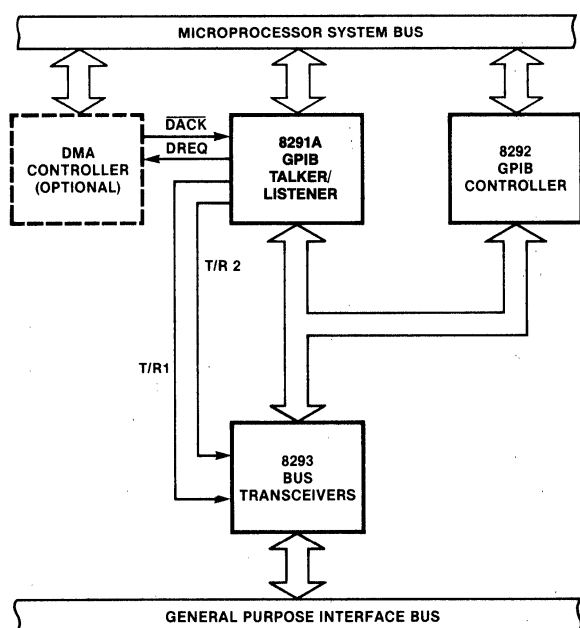 MICROPROCESSOR SYSTEM BUS
DMA
CONTROLLER
(OPTIONAL)
DACK
DREQ
8291A
GPIB
TALKER/
LISTENER
8292
GPIB
CONTROLLER
T/R 2
T/R1
8293
BUS
TRANSCEIVERS
GENERAL PURPOSE INTERFACE BUS